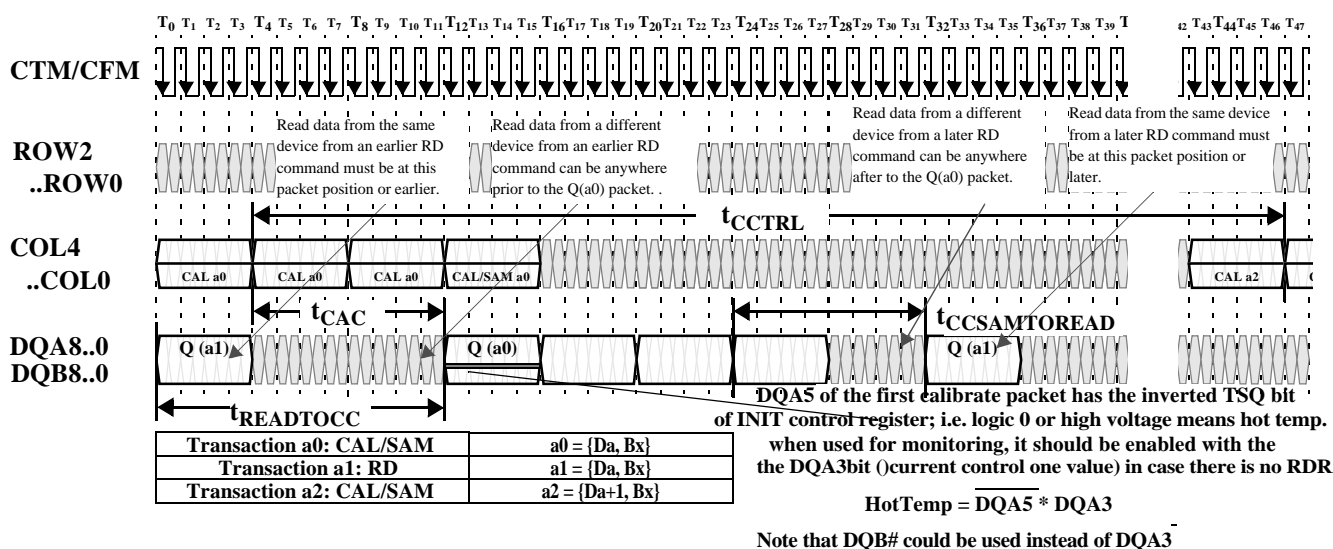 T0 T1 T2 T3 T4 T5 T6 T7 T8 T9 T10 T11 T12 T13 T14 T15 T16 T17 T18 T19 T20 T21 T22 T23 T24 T25 T26 T27 T28 T29 T30 T31 T32 T33 T34 T35 T36 T37 T38 T39 42 T43 T44 T45 T46 T47
CTM/CFM
Read data from the same
device from an earlier RD
command must be at this
packet position or earlier.
Read data from a different
device from an earlier RD
command can be anywhere
prior to the Q(a0) packet. .
Read data from a different
device from a later RD
command can be anywhere
after to the Q(a0) packet.
Read data from the same device
from a later RD command must
be at this packet position or
later.
ROW2
..ROW0
tCCTRL
COL4
..COL0
CAL a0 CAL a0 CAL a0 CAL/SAM a0 CAL a2
tCAC
tCCSAMTOREAD
DQA8..0
DQB8..0
Q (a1) Q (a0) Q (a1)
tREADTOCC
DQA5 of the first calibrate packet has the inverted TSQ bit
of INIT control register; i.e. logic 0 or high voltage means hot temp.
when used for monitoring, it should be enabled with the
the DQA3bit ()current control one value) in case there is no RDR
HotTemp = DQA5 * DQA3
Note that DQB# could be used instead of DQA3
Transaction a0: CAL/SAM a0 = {Da, Bx}
Transaction a1: RD a1 = {Da, Bx}
Transaction a2: CAL/SAM a2 = {Da+1, Bx}